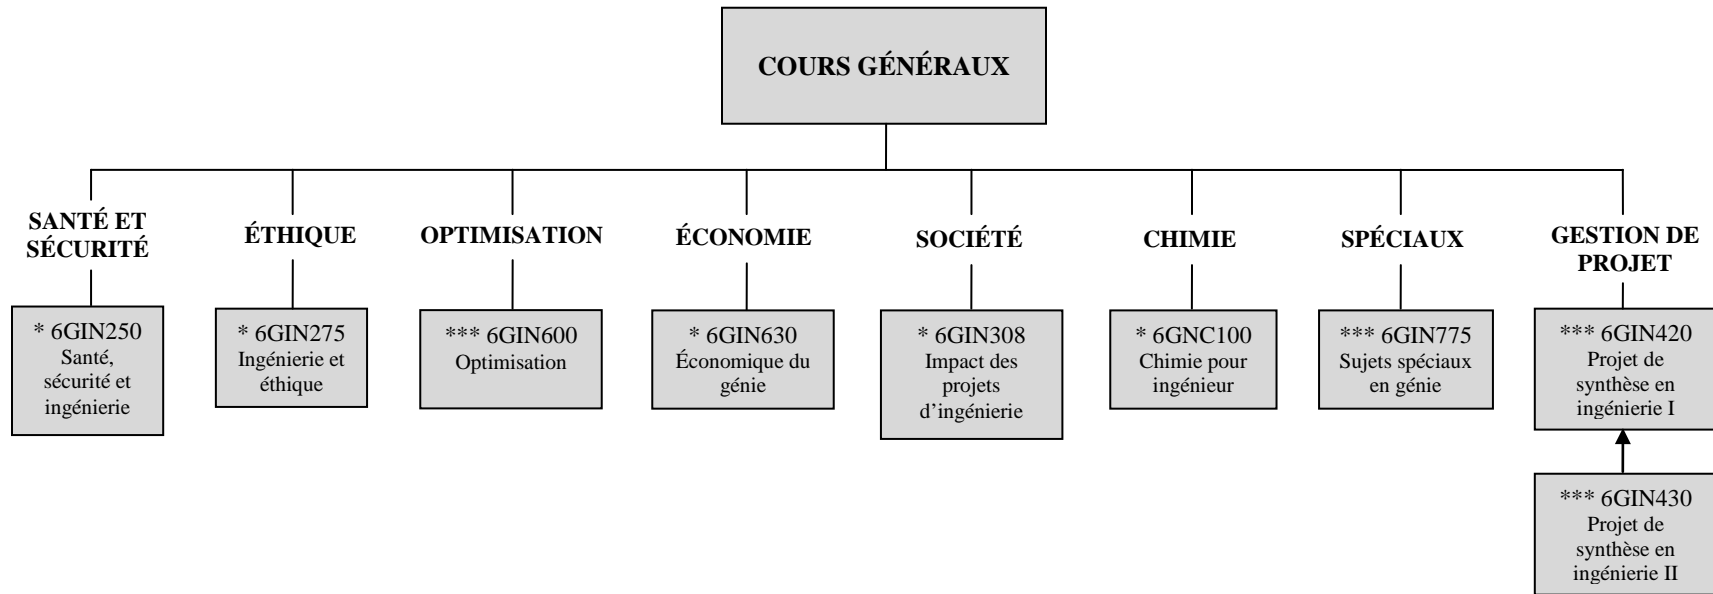 COURS GÉNÉRAUX
SANTÉ ET
SÉCURITÉ
ÉTHIQUE
OPTIMISATION
ÉCONOMIE
SOCIÉTÉ
CHIMIE
SPÉCIAUX
GESTION DE
PROJET
* 6GIN250
Santé,
sécurité et
ingénierie
* 6GIN275
Ingénierie et
éthique
*** 6GIN600
Optimisation
* 6GIN630
Économique du
génie
* 6GIN308
Impact des
projets
d’ingénierie
* 6GNC100
Chimie pour
ingénieur
*** 6GIN775
Sujets spéciaux
en génie
*** 6GIN420
Projet de
synthèse en
ingénierie I
*** 6GIN430
Projet de
synthèse en
ingénierie II